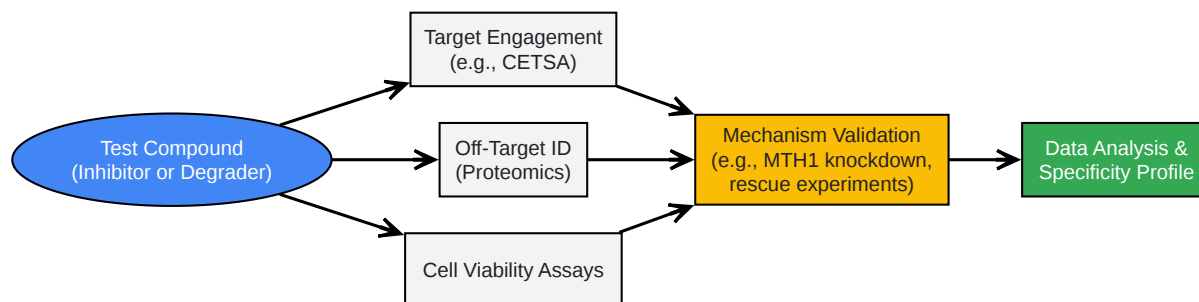 Target Engagement
(e.g., CETSA)
Test Compound
(Inhibitor or Degrader)
Off-Target ID
(Proteomics)
Cell Viability Assays
Mechanism Validation
(e.g., MTH1 knockdown,
rescue experiments)
Data Analysis &
Specificity Profile